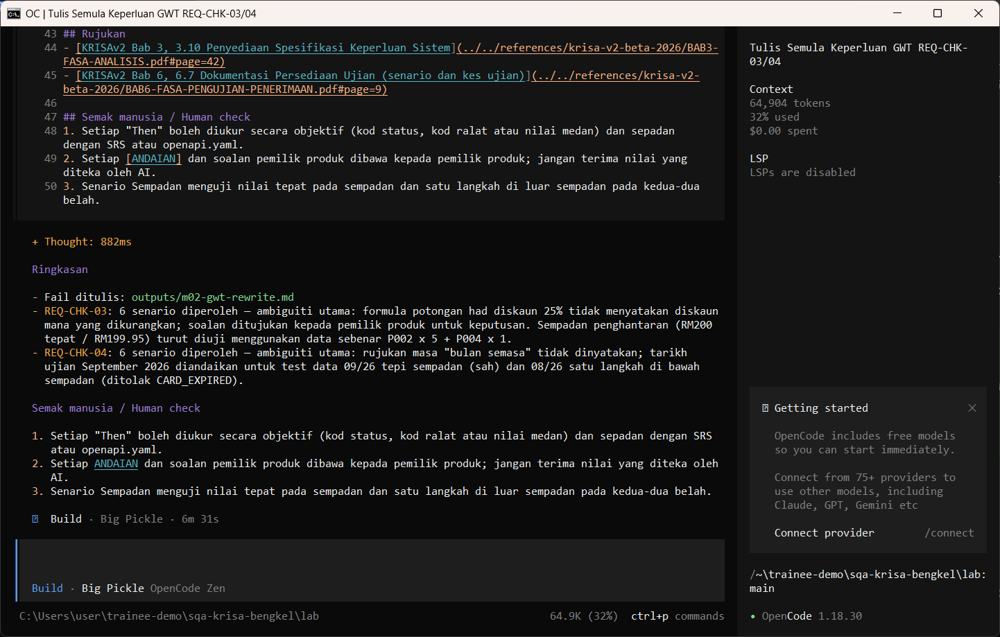 OC | Tulis Semula Keperluan GWT REQ-CHK-03/04
43 ## Rujukan
44 - [KRISAv2 Bab 3, 3.10 Penyediaan Spesifikasi Keperluan Sistem](../../references/krisa-v2-beta-2026/BAB3-
FASA-ANALISIS.pdf#page=42)
45 - [KRISAv2 Bab 6, 6.7 Dokumentasi Persediaan Ujian (senario dan kes ujian)](../../references/krisa-v2-
beta-2026/BAB6-FASA-PENGUJIAN-PENERIMAAN.pdf#page=9)
46
47 ## Semak manusia / Human check
48 1. Setiap "Then" boleh diukur secara objektif (kod status, kod ralat atau nilai medan) dan sepadan
dengan SRS atau openapi.yaml.
49 2. Setiap [ANDAIAN] dan soalan pemilik produk dibawa kepada pemilik produk; jangan terima nilai yang
diteka oleh AI.
50 3. Senario Sempadan menguji nilai tepat pada sempadan dan satu langkah di luar sempadan pada kedua-dua
belah.
+ Thought: 882ms
Ringkasan
- Fail ditulis: outputs/m02-gwt-rewrite.md
- REQ-CHK-03: 6 senario diperoleh — ambiguiti utama: formula potongan had diskaun 25% tidak menyatakan diskaun
mana yang dikurangkan; soalan ditujukan kepada pemilik produk untuk keputusan. Sempadan penghantaran (RM200
tepat / RM199.95) turut diuji menggunakan data sebenar P002 x 5 + P004 x 1.
- REQ-CHK-04: 6 senario diperoleh — ambiguiti utama: rujukan masa "bulan semasa" tidak dinyatakan; tarikh
ujian September 2026 diandaikan untuk test data 09/26 tepi sempadan (sah) dan 08/26 satu langkah di bawah
sempadan (ditolak CARD_EXPIRED).
Semak manusia / Human check
1. Setiap "Then" boleh diukur secara objektif (kod status, kod ralat atau nilai medan) dan sepadan dengan SRS
atau openapi.yaml.
2. Setiap ANDAIAN dan soalan pemilik produk dibawa kepada pemilik produk; jangan terima nilai yang diteka oleh
AI.
3. Senario Sempadan menguji nilai tepat pada sempadan dan satu langkah di luar sempadan pada kedua-dua belah.
Build · Big Pickle · 6m 31s
Build · Big Pickle OpenCode Zen
C:\Users\user\trainee-demo\sqa-krisa-bengkel\lab
64.9K (32%) ctrl+p commands
Tulis Semula Keperluan GWT REQ-CHK-
03/04
Context
64,904 tokens
32% used
$0.00 spent
LSP
LSPs are disabled
Getting started
OpenCode includes free models
so you can start immediately.
Connect from 75+ providers to
use other models, including
Claude, GPT, Gemini etc
Connect provider /connect
/~\trainee-demo\sqa-krisa-bengkel\lab:
main
• OpenCode 1.18.30